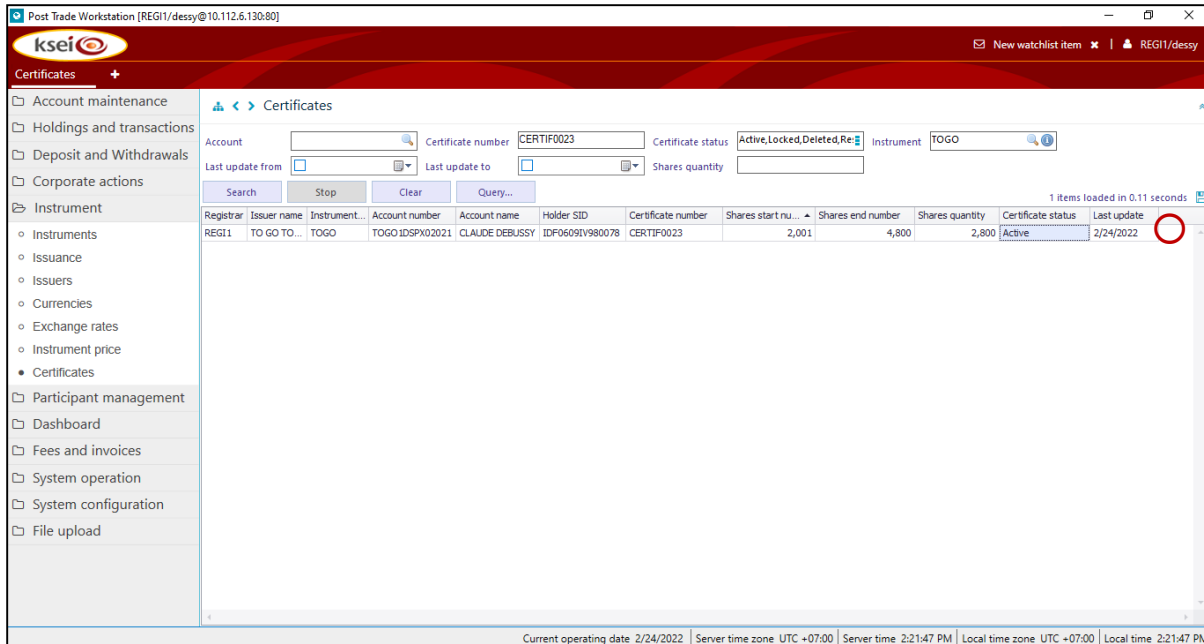 Post Trade Workstation [REGI1/dessy@10.112.6.130:80]
ksei
New watchlist item | REGI1/dessy
Certificates +
Account maintenance
Holdings and transactions
Deposit and Withdrawals
Corporate actions
Instrument
Instruments
Issuance
Issuers
Currencies
Exchange rates
Instrument price
Certificates
Participant management
Dashboard
Fees and invoices
System operation
System configuration
File upload
Certificates
Account Certificate number CERTIF0023 Certificate status Active,Locked,Deleted,Re: Instrument TOGO
Last update from Last update to Shares quantity
Search Stop Clear Query...
1 items loaded in 0.11 seconds
Registrar Issuer name Instrument... Account number Account name Holder SID Certificate number Shares start nu... Shares end number Shares quantity Certificate status Last update
REGI1 TO GO TO... TOGO TOGO1DSPX02021 CLAUDE DEBUSSY IDF0609IV980078 CERTIF0023 2,001 4,800 2,800 Active 2/24/2022
Current operating date 2/24/2022 Server time zone UTC +07:00 Server time 2:21:47 PM Local time zone UTC +07:00 Local time 2:21:47 PM